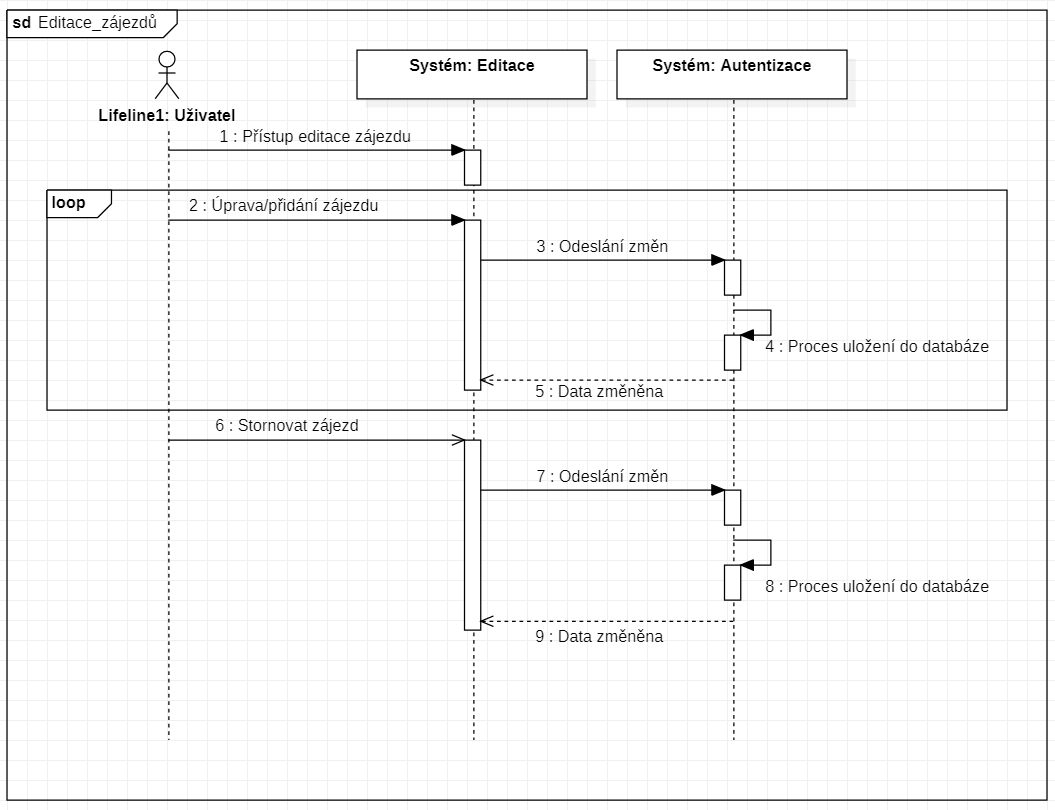 sd Editace_zájezdů
Systém: Editace
Systém: Autentizace
Lifeline1: Uživatel
1 : Přístup editace zájezdu
loop
2 : Úprava/přidání zájezdu
3 : Odeslání změn
4 : Proces uložení do databáze
5 : Data změněna
6 : Stornovat zájezd
7 : Odeslání změn
8 : Proces uložení do databáze
9 : Data změněna